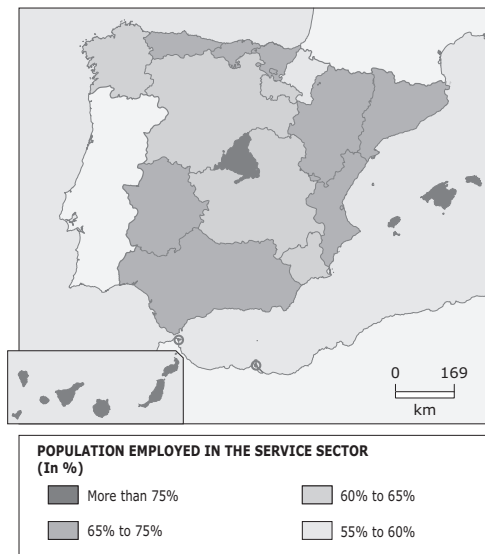 0 169
km
POPULATION EMPLOYED IN THE SERVICE SECTOR
(In %)
More than 75%
60% to 65%
65% to 75%
55% to 60%